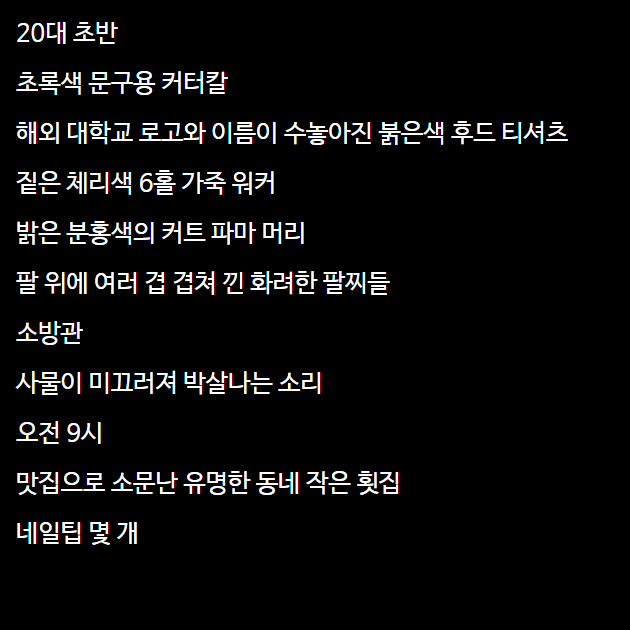 20대 초반
초록색 문구용 커터칼
해외 대학교 로고와 이름이 수놓아진 붉은색 후드 티셔츠
짙은 체리색 6홀 가죽 워커
밝은 분홍색의 커트 파마 머리
팔 위에 여러 겹 겹쳐 낀 화려한 팔찌들
소방관
사물이 미끄러져 박살나는 소리
오전 9시
맛집으로 소문난 유명한 동네 작은 횟집
네일팁 몇 개